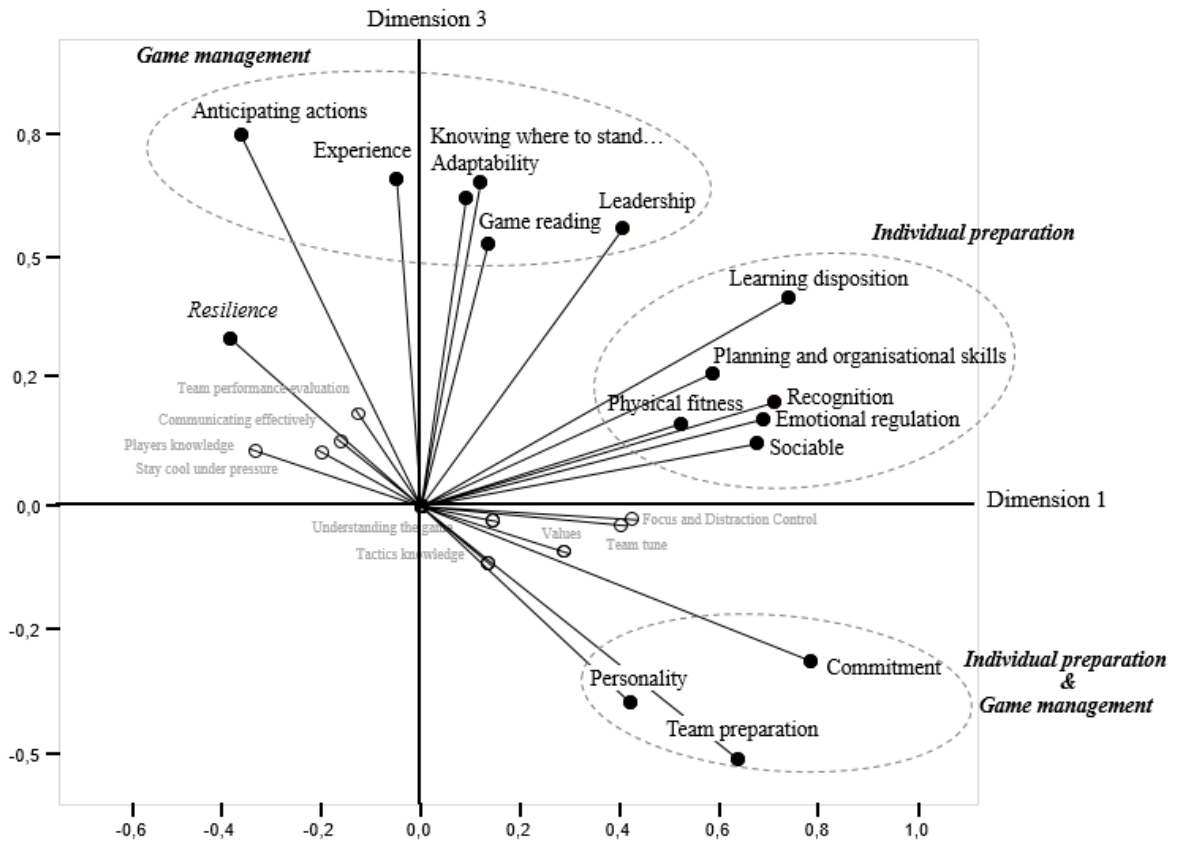 Dimension 3
Game management
Anticipating actions
Experience
Knowing where to stand...
Adaptability
Game reading
Leadership
Individual preparation
Learning disposition
Planning and organisational skills
Recognition
Physical fitness
Emotional regulation
Sociable
Resilience
Team performance evaluation
Communicating effectively
Players knowledge
Stay cool under pressure
Dimension 1
Understanding the game
Focus and Distraction Control
Values
Team tune
Tactics knowledge
Personality
Commitment
Team preparation
Individual preparation
&
Game management
0,8
0,5
0,2
0,0
-0,2
-0,5
-0,6
-0,4
-0,2
0,0
0,2
0,4
0,6
0,8
1,0